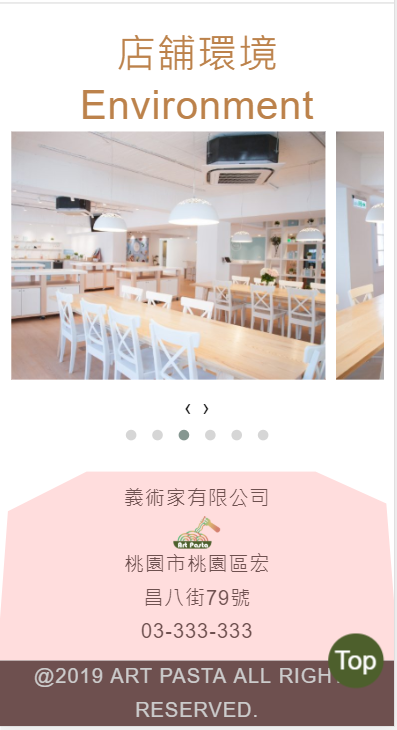 店舖環境
Environment
‹ ›
義術家有限公司
Art Pasta
桃園市桃園區宏
昌八街79號
03-333-333
Top
@2019 ART PASTA ALL RIGHT
RESERVED.